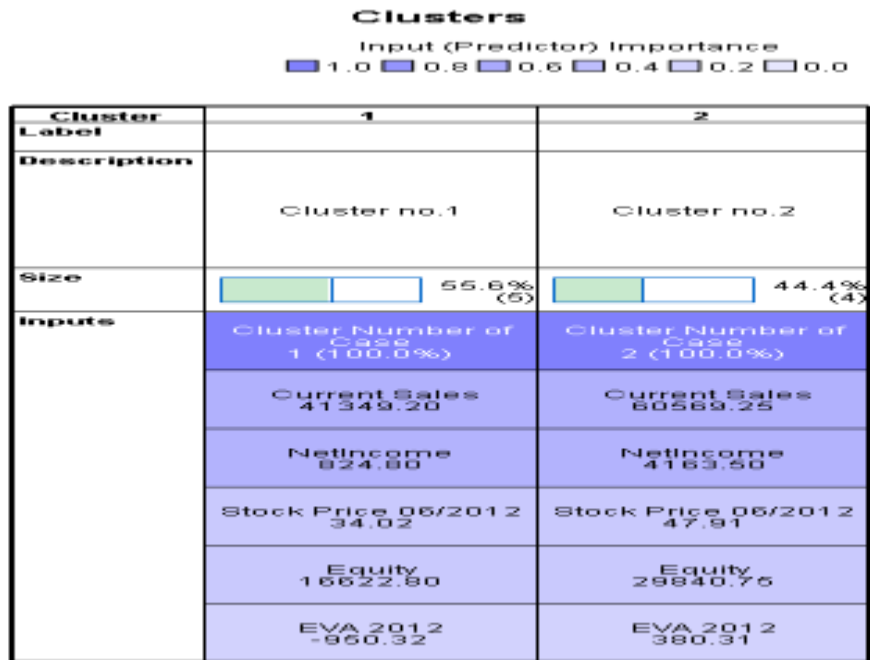 Clusters
Input (Predictor) Importance
1.0 0.8 0.6 0.4 0.2 0.0
Cluster 1 2
Label
Description
Cluster no.1 Cluster no.2
Size
55.6% 44.4%
(5) (4)
Inputs
Cluster Number of Cluster Number of
Case Case
1 (100.0%) 2 (100.0%)
Current Sales Current Sales
41349.20 60569.25
NetIncome NetIncome
824.80 4163.50
Stock Price 06/2012 Stock Price 06/2012
34.02 47.91
Equity Equity
16622.80 29840.75
EVA 2012 EVA 2012
-950.32 380.31